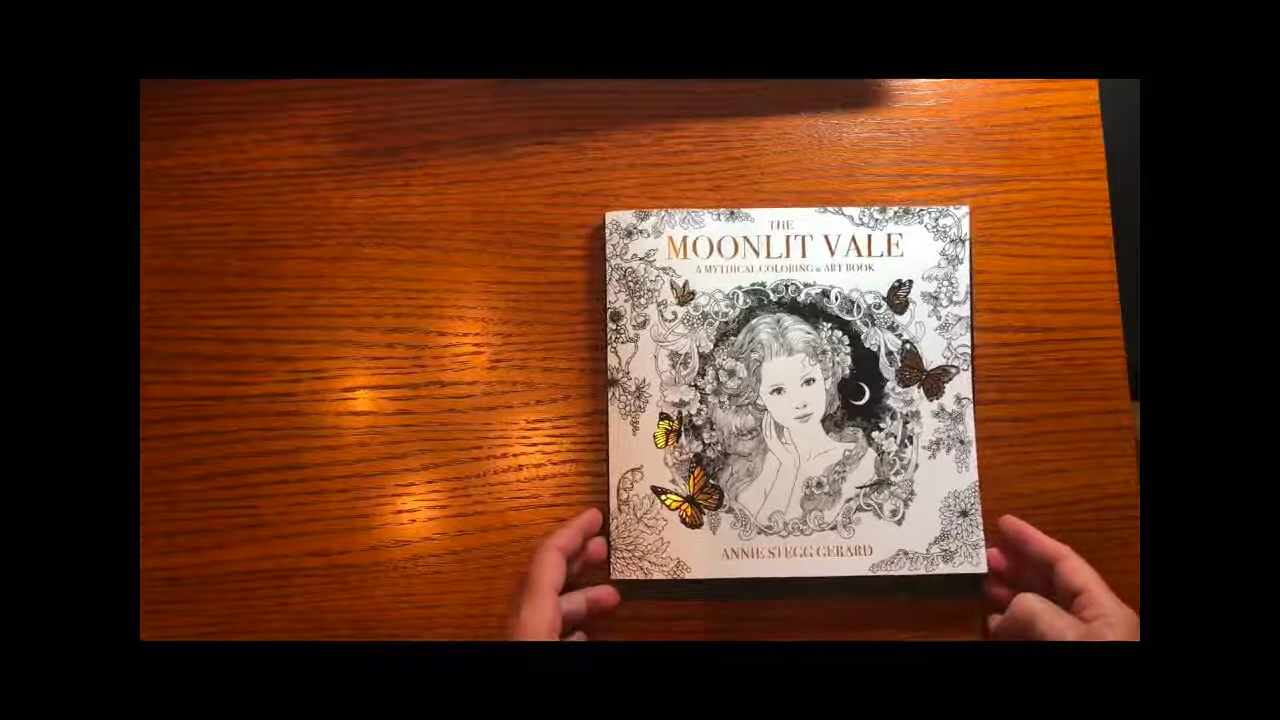 THE
MOONLIT VALE
A MYTHICAL COLORING & ART BOOK
ANNIE STEGG GERARD